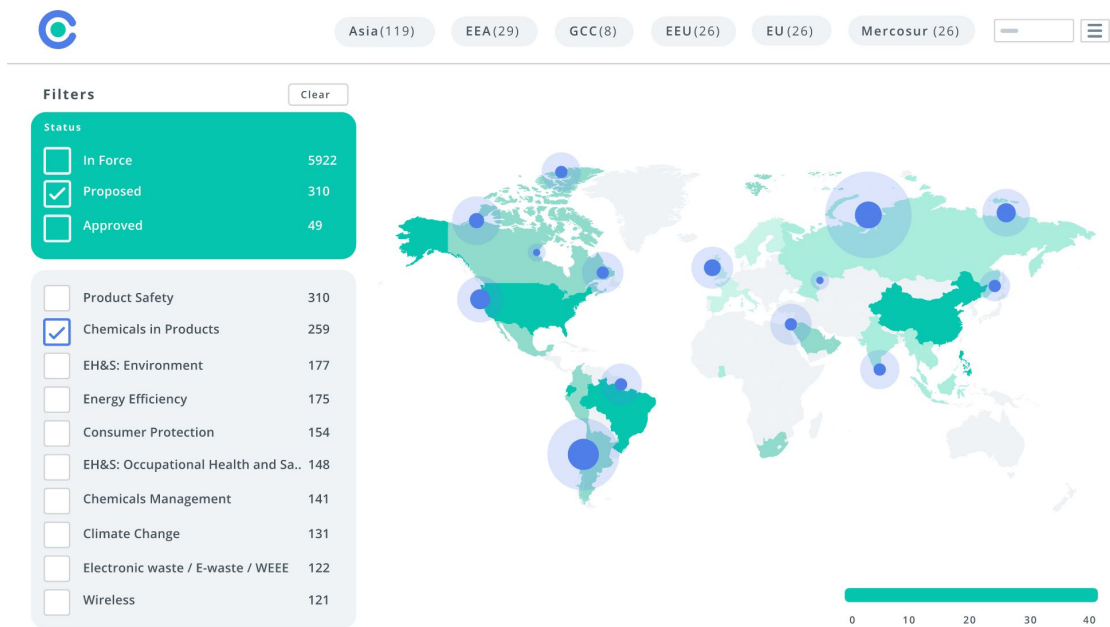 Asia(119) EEA(29) GCC(8) EEU(26) EU(26) Mercosur (26)
Filters Clear
Status
In Force 5922
Proposed 310
Approved 49
Product Safety 310
Chemicals in Products 259
EH&S: Environment 177
Energy Efficiency 175
Consumer Protection 154
EH&S: Occupational Health and Sa.. 148
Chemicals Management 141
Climate Change 131
Electronic waste / E-waste / WEEE 122
Wireless 121
0 10 20 30 40